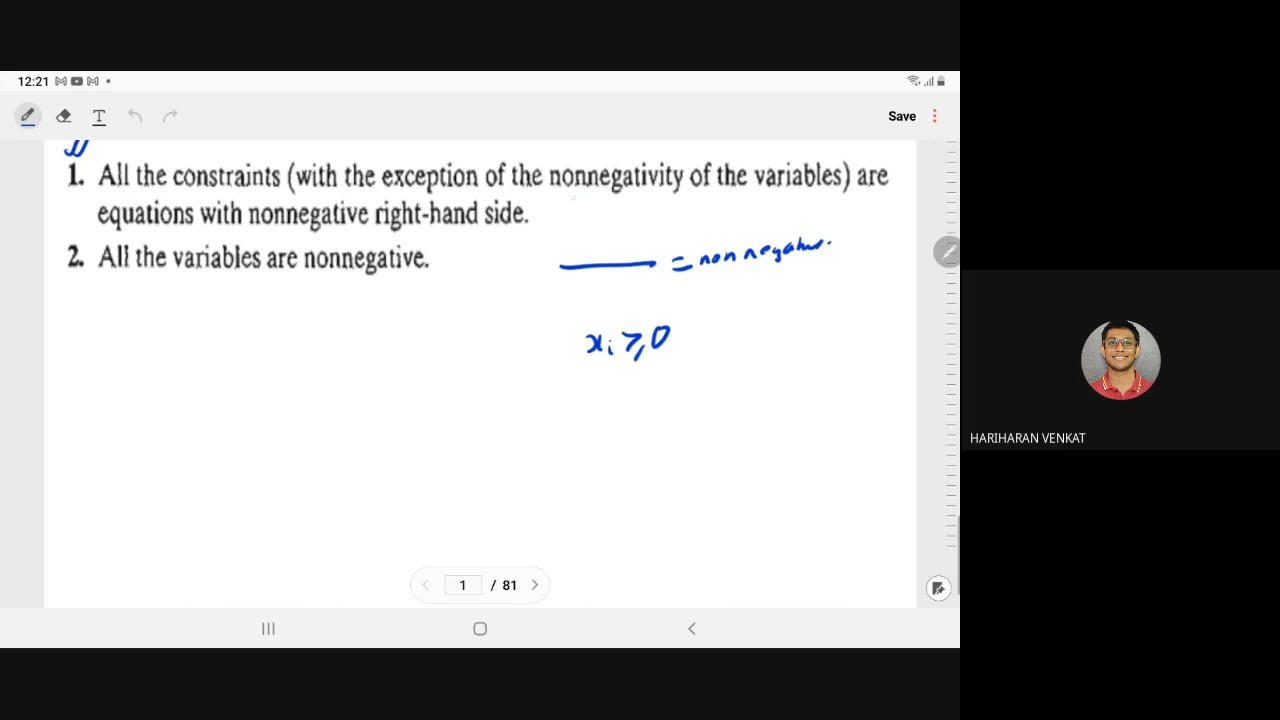 12:21
Save
1. All the constraints (with the exception of the nonnegativity of the variables) are
equations with nonnegative right-hand side.
2. All the variables are nonnegative.
= non negative.
xi ≥ 0
HARIHARAN VENKAT
1 / 81